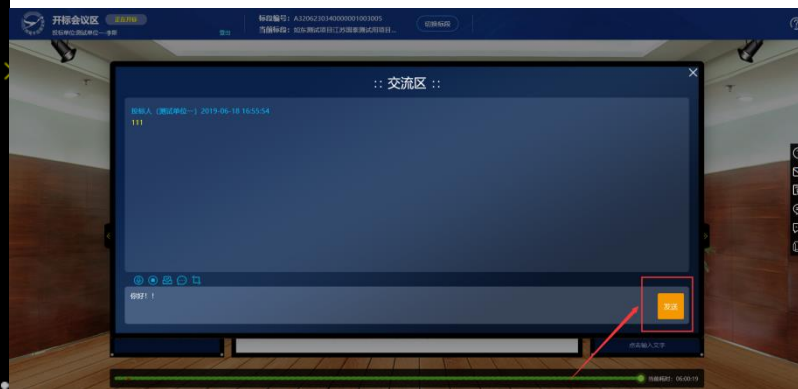 开标会议区 正在开标
投标单位:测试单位一-李四
退出
标段编号：A3206230340000001003005
当前标段：如东测试项目江苏国泰测试用项目...
切换标段
:: 交流区 ::
投标人 [测试单位一] 2019-06-18 16:55:54
111
你好！！
发送
点击输入文字
当前耗时：06:00:19